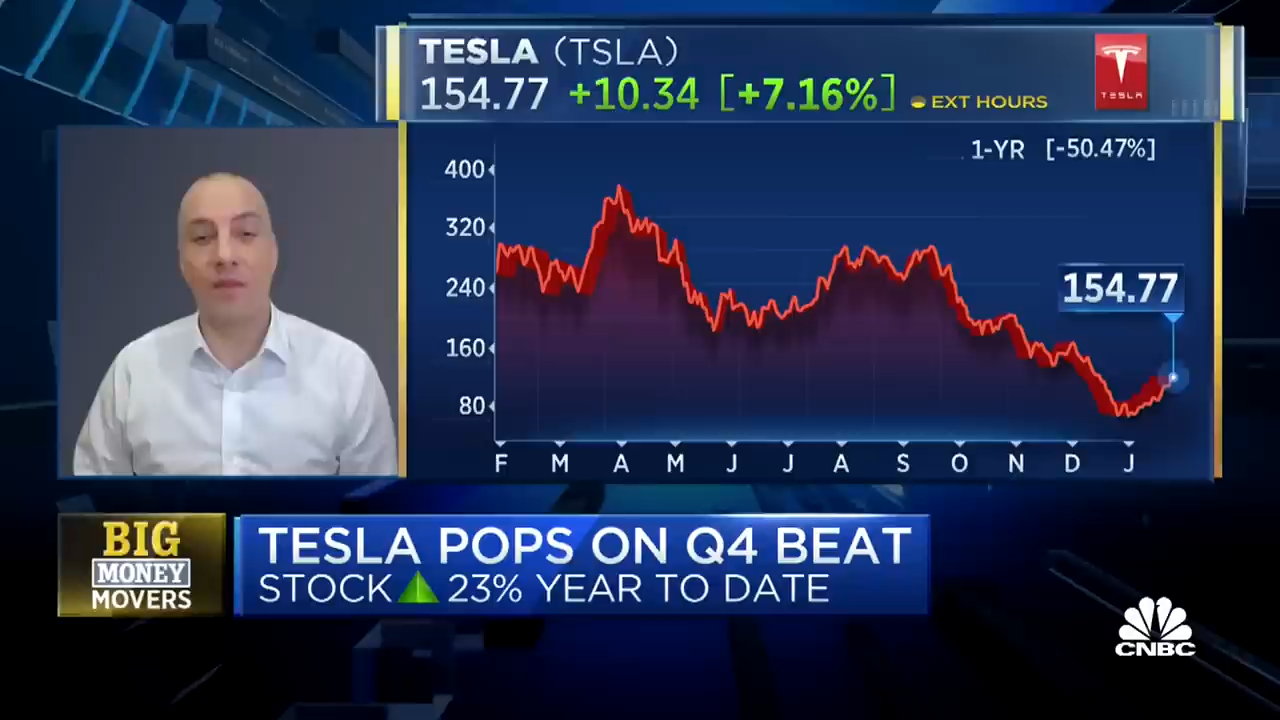 TESLA (TSLA)
154.77 +10.34 [+7.16%] EXT HOURS
TESLA
1-YR [-50.47%]
400
320
240
160
80
154.77
F M A M J J A S O N D J
BIG
MONEY
MOVERS
TESLA POPS ON Q4 BEAT
STOCK 23% YEAR TO DATE
CNBC